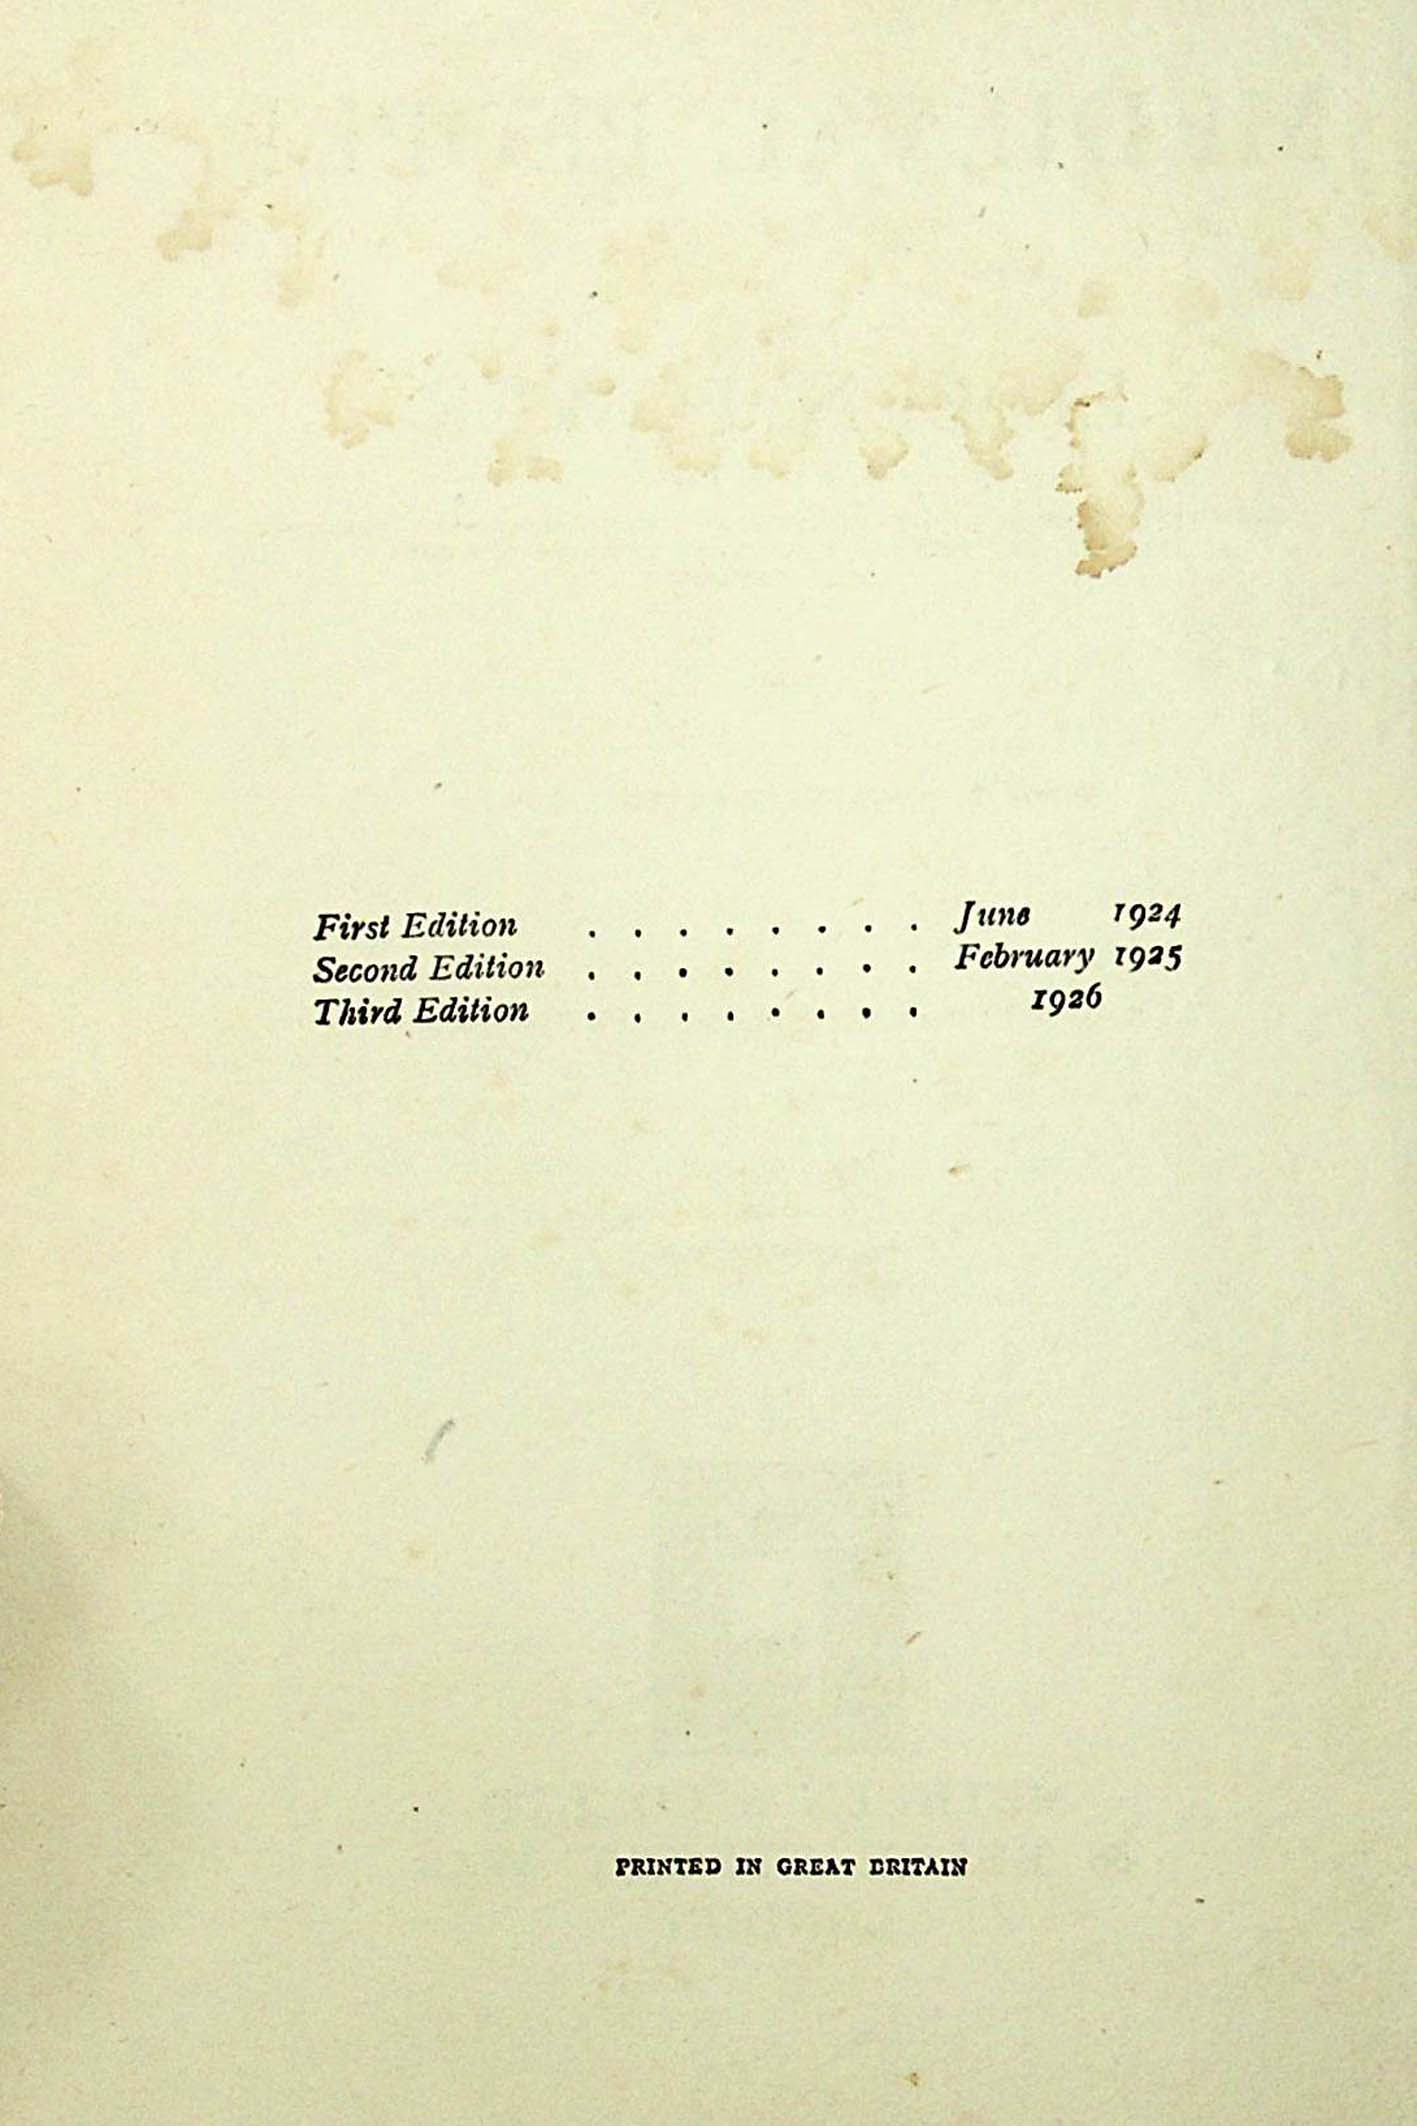 First Edition . . . . . . . . June 1924
Second Edition . . . . . . . . February 1925
Third Edition . . . . . . . . 1926
PRINTED IN GREAT BRITAIN